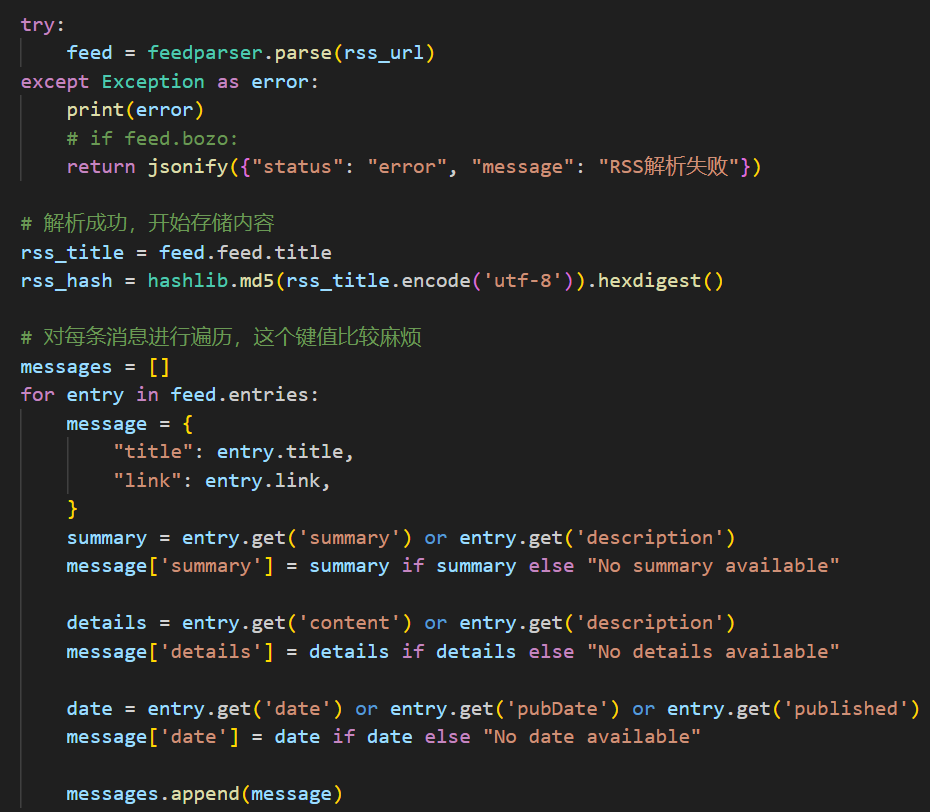 try:
    feed = feedparser.parse(rss_url)
except Exception as error:
    print(error)
    # if feed.bozo:
    return jsonify({"status": "error", "message": "RSS解析失败"})

# 解析成功，开始存储内容
rss_title = feed.feed.title
rss_hash = hashlib.md5(rss_title.encode('utf-8')).hexdigest()

# 对每条消息进行遍历，这个键值比较麻烦
messages = []
for entry in feed.entries:
    message = {
        "title": entry.title,
        "link": entry.link,
    }
    summary = entry.get('summary') or entry.get('description')
    message['summary'] = summary if summary else "No summary available"

    details = entry.get('content') or entry.get('description')
    message['details'] = details if details else "No details available"

    date = entry.get('date') or entry.get('pubDate') or entry.get('published')
    message['date'] = date if date else "No date available"

    messages.append(message)